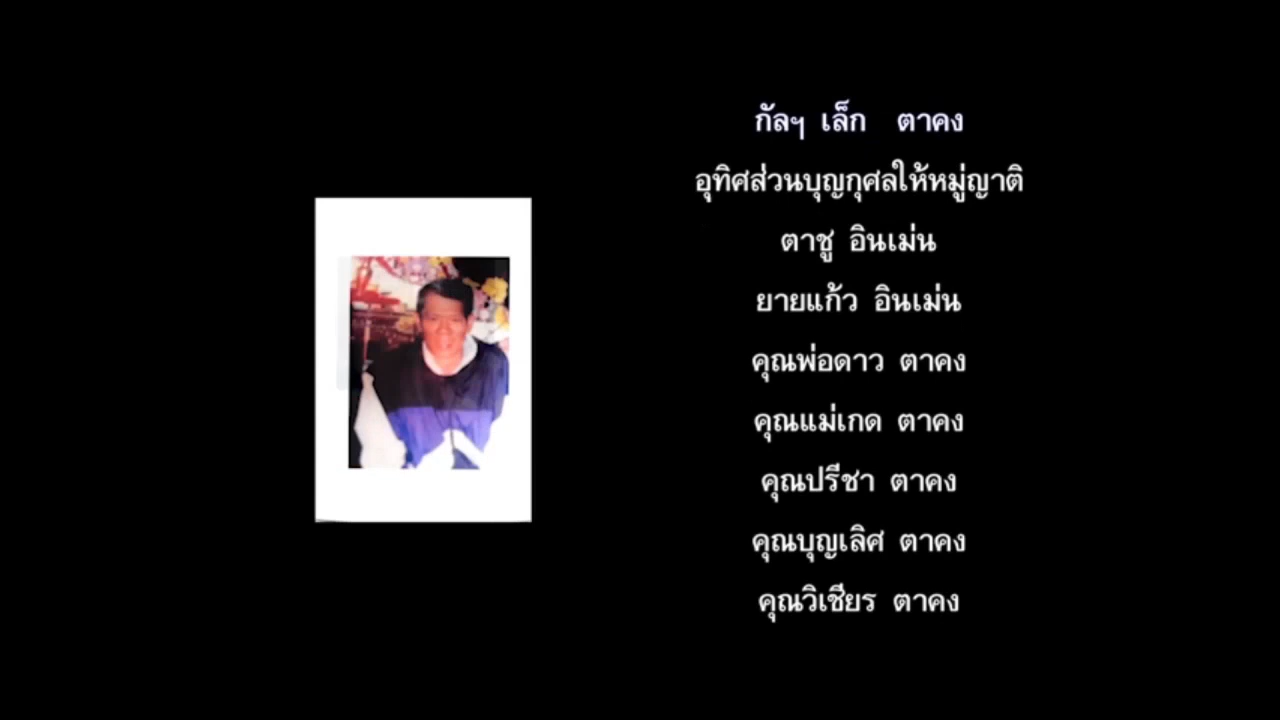 กัลฯ เล็ก ตาคง
อุทิศส่วนบุญกุศลให้หมู่ญาติ
ตาชู อินเม่น
ยายแก้ว อินเม่น
คุณพ่อดาว ตาคง
คุณแม่เกด ตาคง
คุณปรีชา ตาคง
คุณบุญเลิศ ตาคง
คุณวิเชียร ตาคง